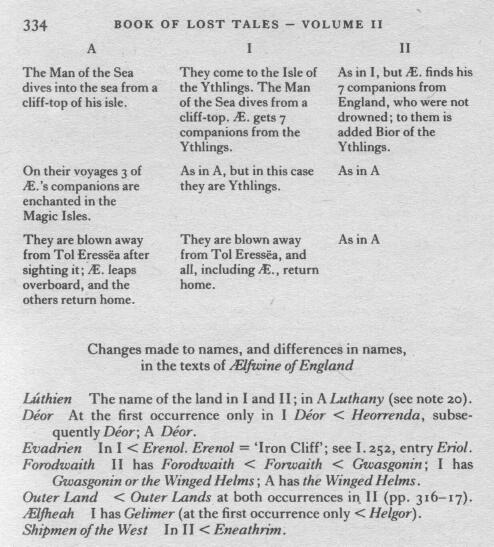 334 BOOK OF LOST TALES — VOLUME II
A I II
The Man of the Sea
dives into the sea from a
cliff-top of his isle.
They come to the Isle of
the Ythlings. The Man
of the Sea dives from a
cliff-top. Æ. gets 7
companions from the
Ythlings.
As in I, but Æ. finds his
7 companions from
England, who were not
drowned; to them is
added Bior of the
Ythlings.
On their voyages 3 of
Æ.'s companions are
enchanted in the
Magic Isles.
As in A, but in this case
they are Ythlings.
As in A
They are blown away
from Tol Eressëa after
sighting it; Æ. leaps
overboard, and the
others return home.
They are blown away
from Tol Eressëa, and
all, including Æ., return
home.
As in A
Changes made to names, and differences in names,
in the texts of Ælfwine of England
Lúthien The name of the land in I and II; in A Luthany (see note 20).
Déor At the first occurrence only in I Déor < Heorrenda, subse-
quently Déor; A Déor.
Evadrien In I < Erenol. Erenol = 'Iron Cliff'; see I. 252, entry Eriol.
Forodwaith II has Forodwaith < Forwaith < Gwasgonin; I has
Gwasgonin or the Winged Helms; A has the Winged Helms.
Outer Land < Outer Lands at both occurrences in II (pp. 316–17).
Ælfheah I has Gelimer (at the first occurrence only < Helgor).
Shipmen of the West In II < Eneathrim.